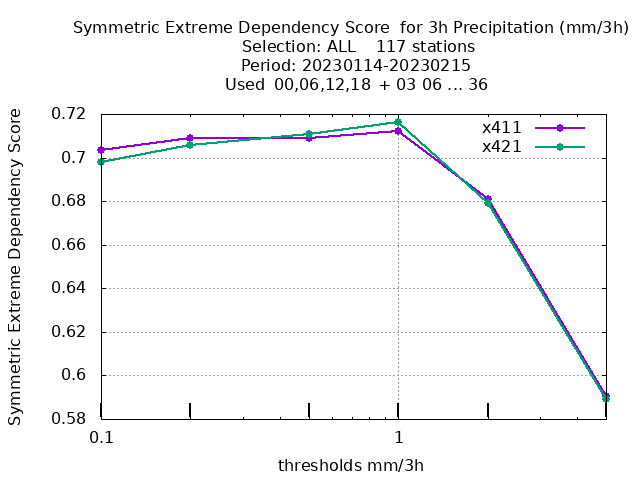 Symmetric Extreme Dependency Score  for 3h Precipitation (mm/3h)
Selection: ALL    117 stations
Period: 20230114-20230215
Used  00,06,12,18  + 03 06 ... 36
Symmetric Extreme Dependency Score
0.72
0.7
0.68
0.66
0.64
0.62
0.6
0.58
x411
x421
0.1
1
thresholds mm/3h